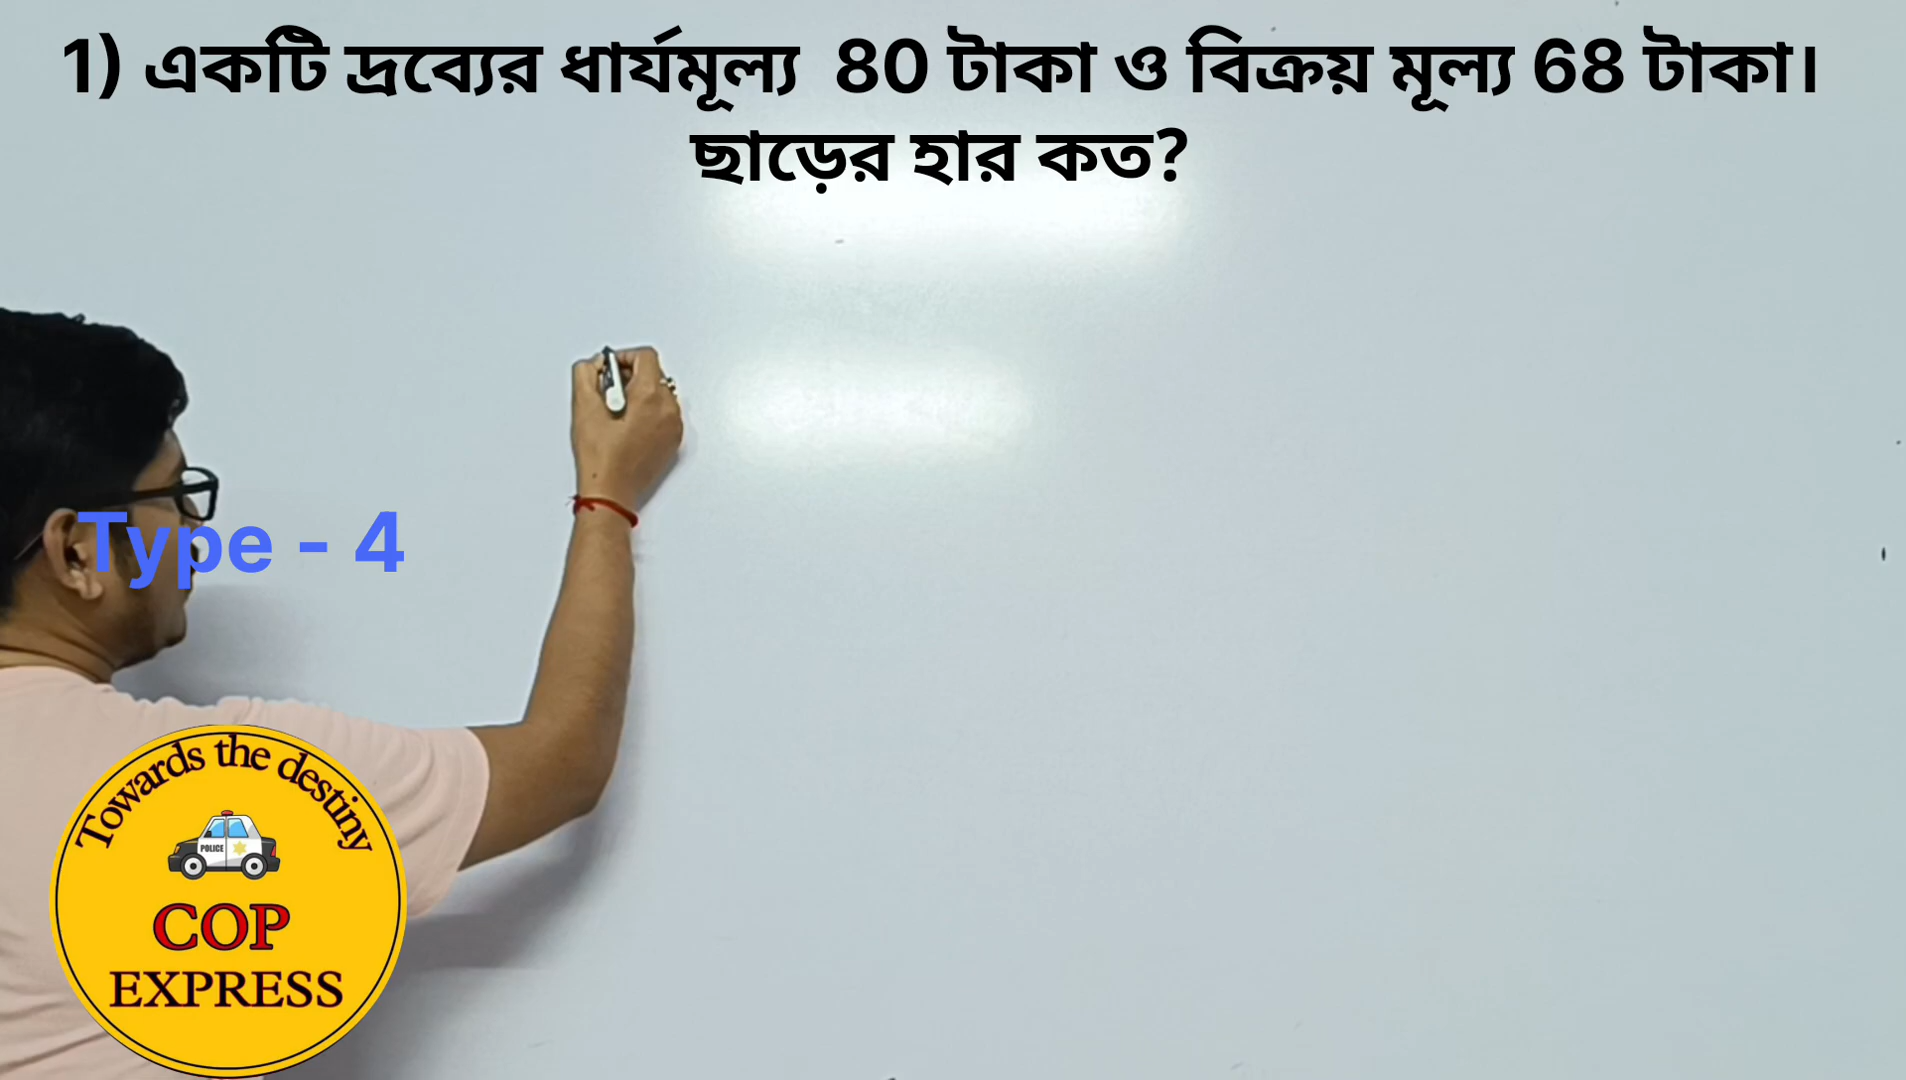 1) একটি দ্রব্যের ধার্যমূল্য 80 টাকা ও বিক্রয় মূল্য 68 টাকা।
ছাড়ের হার কত?
Type - 4
Towards the destiny
POLICE
COP
EXPRESS